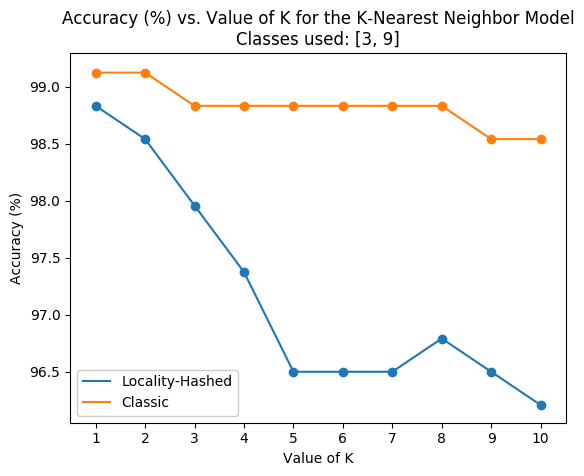 Accuracy (%) vs. Value of K for the K-Nearest Neighbor Model
Classes used: [3, 9]
Accuracy (%)
99.0
98.5
98.0
97.5
97.0
96.5
Locality-Hashed
Classic
1 2 3 4 5 6 7 8 9 10
Value of K